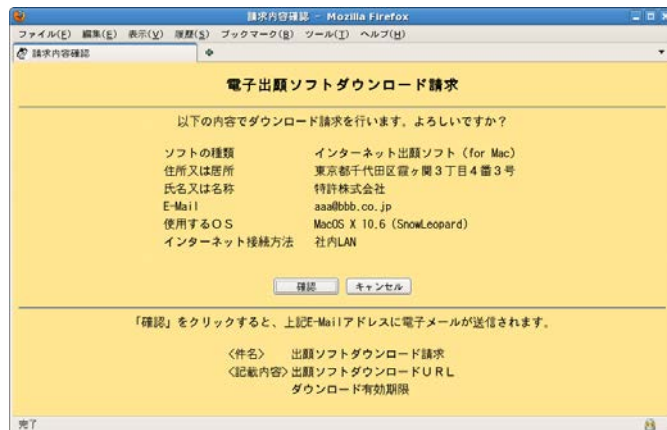 請求内容確認 - Mozilla Firefox
ファイル(F) 編集(E) 表示(V) 履歴(S) ブックマーク(B) ツール(T) ヘルプ(H)
請求内容確認
電子出願ソフトダウンロード請求
以下の内容でダウンロード請求を行います。よろしいですか?
ソフトの種類 インターネット出願ソフト (for Mac)
住所又は居所 東京都千代田区霞ヶ関3丁目4番3号
氏名又は名称 特許株式会社
E-Mail aaa@bbb.co.jp
使用するOS MacOS X 10.6 (SnowLeopard)
インターネット接続方法 社内LAN
確認 キャンセル
「確認」をクリックすると、上記E-Mailアドレスに電子メールが送信されます。
<件名> 出願ソフトダウンロード請求
<記載内容>出願ソフトダウンロードURL
ダウンロード有効期限
完了